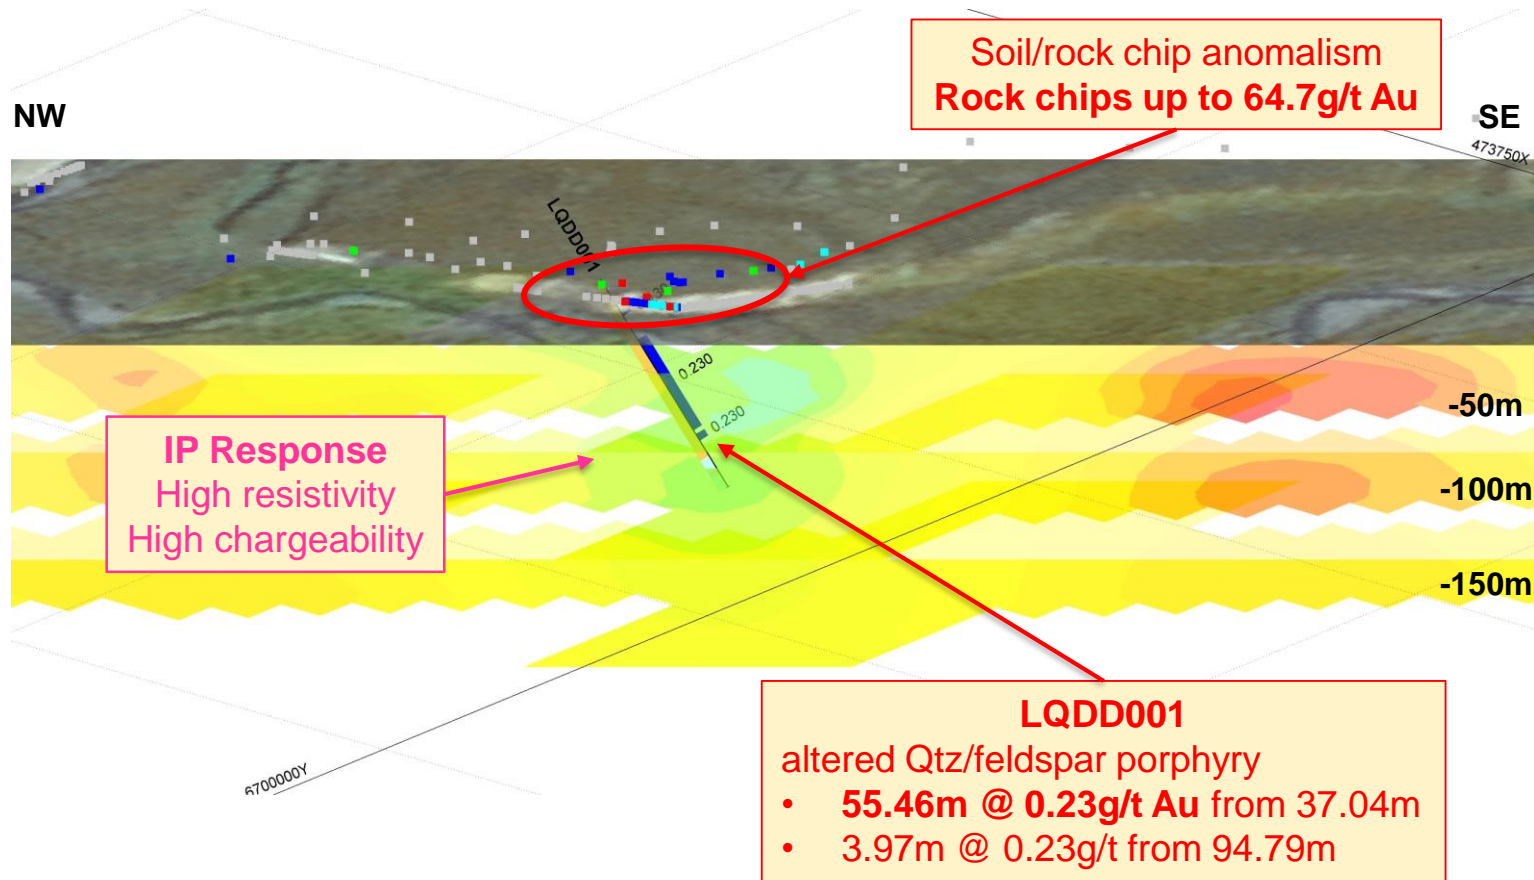 Soil/rock chip anomalism
Rock chips up to 64.7g/t Au
NW
SE
473750X
LQDD001
0.230
0.230
-50m
IP Response
High resistivity
High chargeability
-100m
-150m
LQDD001
altered Qtz/feldspar porphyry
• 55.46m @ 0.23g/t Au from 37.04m
• 3.97m @ 0.23g/t from 94.79m
6700000Y